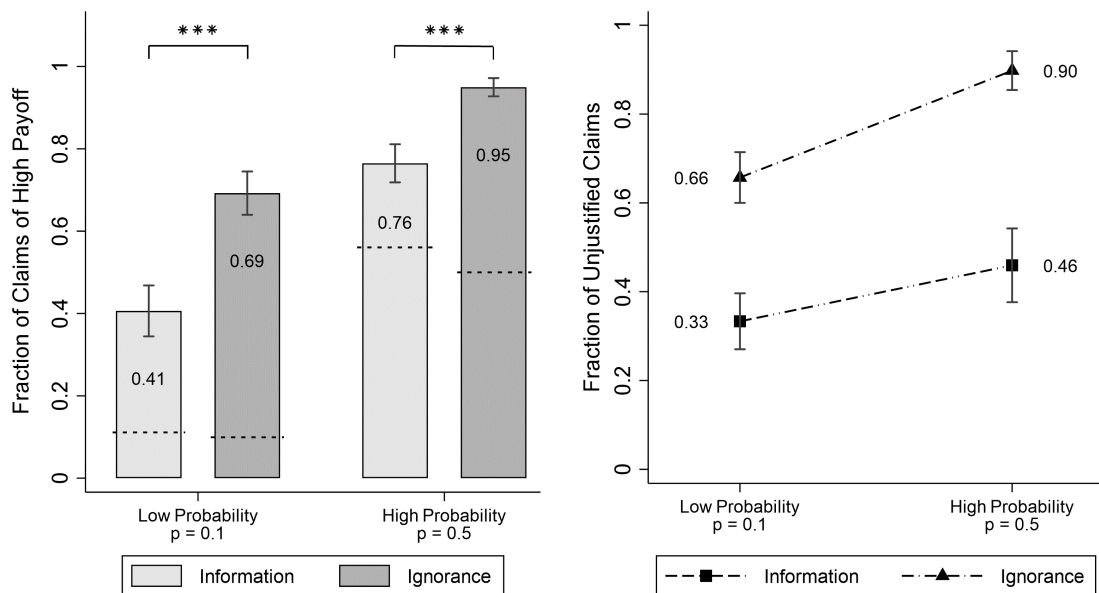 Fraction of Claims of High Payoff
1
0.8
0.6
0.4
0.2
0
***
***
0.41
0.69
0.76
0.95
Low Probability
p = 0.1
High Probability
p = 0.5
Information
Ignorance
Fraction of Unjustified Claims
1
0.8
0.6
0.4
0.2
0
0.66
0.90
0.33
0.46
Low Probability
p = 0.1
High Probability
p = 0.5
Information
Ignorance